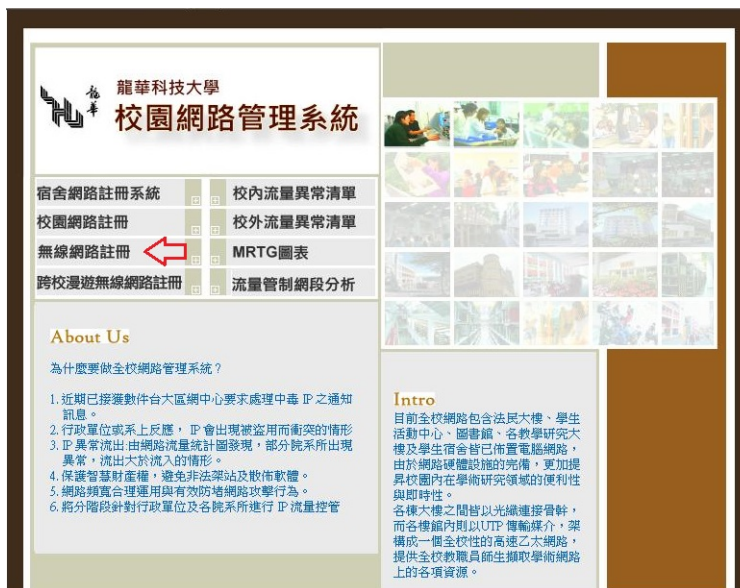 龍華
龍華科技大學
校園網路管理系統
宿舍網路註冊系統
校內流量異常清單
校園網路註冊
校外流量異常清單
無線網路註冊
MRTG圖表
跨校漫遊無線網路註冊
流量管制網段分析
About Us
為什麼要做全校網路管理系統？
1. 近期已接獲數件台大區網中心要求處理中毒 IP 之通知
訊息。
2. 行政單位或系上反應， IP 會出現被盜用而衝突的情形
3. IP 異常流出:由網路流量統計圖發現，部分院系所出現
異常，流出大於流入的情形。
4. 保護智慧財產權，避免非法架站及散佈軟體。
5. 網路頻寬合理運用與有效防堵網路攻擊行為。
6. 將分階段針對行政單位及各院系所進行 IP 流量控管
Intro
目前全校網路包含法民大樓、學生
活動中心、圖書館、各教學研究大
樓及學生宿舍皆已佈置電腦網路，
由於網路硬體設施的完備，更加提
昇校園內在學術研究領域的便利性
與即時性。
各棟大樓之間皆以光纖連接骨幹，
而各樓館內則以UTP 傳輸媒介，架
構成一個全校性的高速乙太網路，
提供全校教職員師生擷取學術網路
上的各項資源。